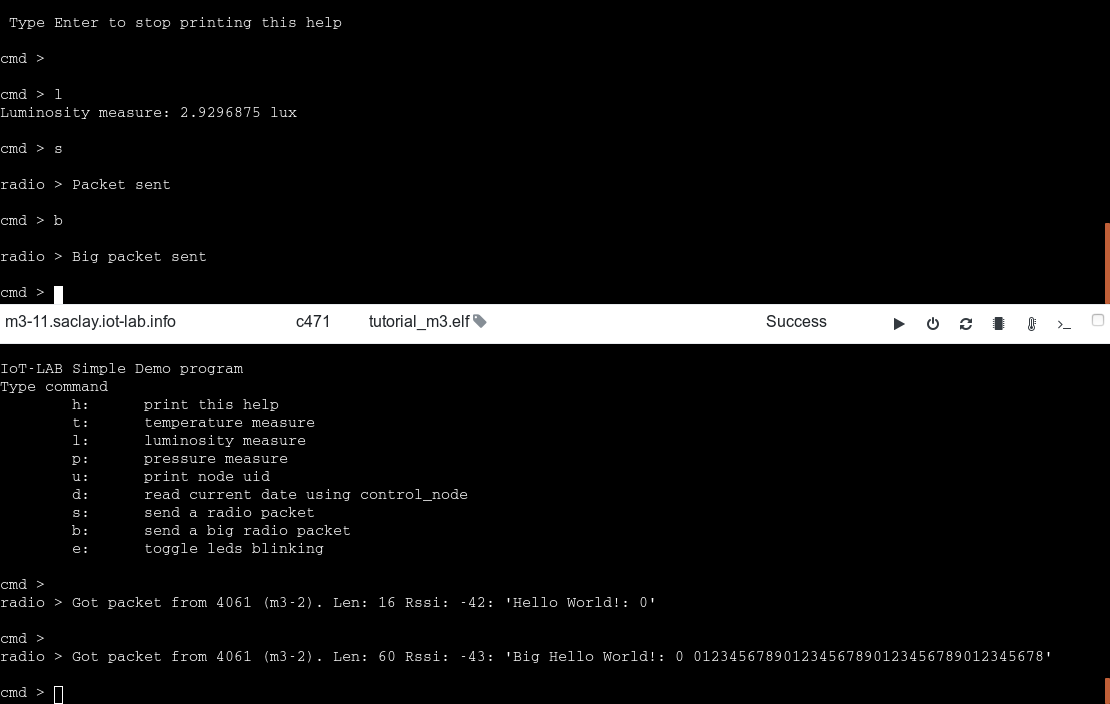 Type Enter to stop printing this help
cmd >
cmd > l
Luminosity measure: 2.9296875 lux
cmd > s
radio > Packet sent
cmd > b
radio > Big packet sent
cmd >
m3-11.saclay.iot-lab.info c471 tutorial_m3.elf Success
IoT-LAB Simple Demo program
Type command
h: print this help
t: temperature measure
l: luminosity measure
p: pressure measure
u: print node uid
d: read current date using control_node
s: send a radio packet
b: send a big radio packet
e: toggle leds blinking
cmd >
radio > Got packet from 4061 (m3-2). Len: 16 Rssi: -42: 'Hello World!: 0'
cmd >
radio > Got packet from 4061 (m3-2). Len: 60 Rssi: -43: 'Big Hello World!: 0 012345678901234567890123456789012345678'
cmd >